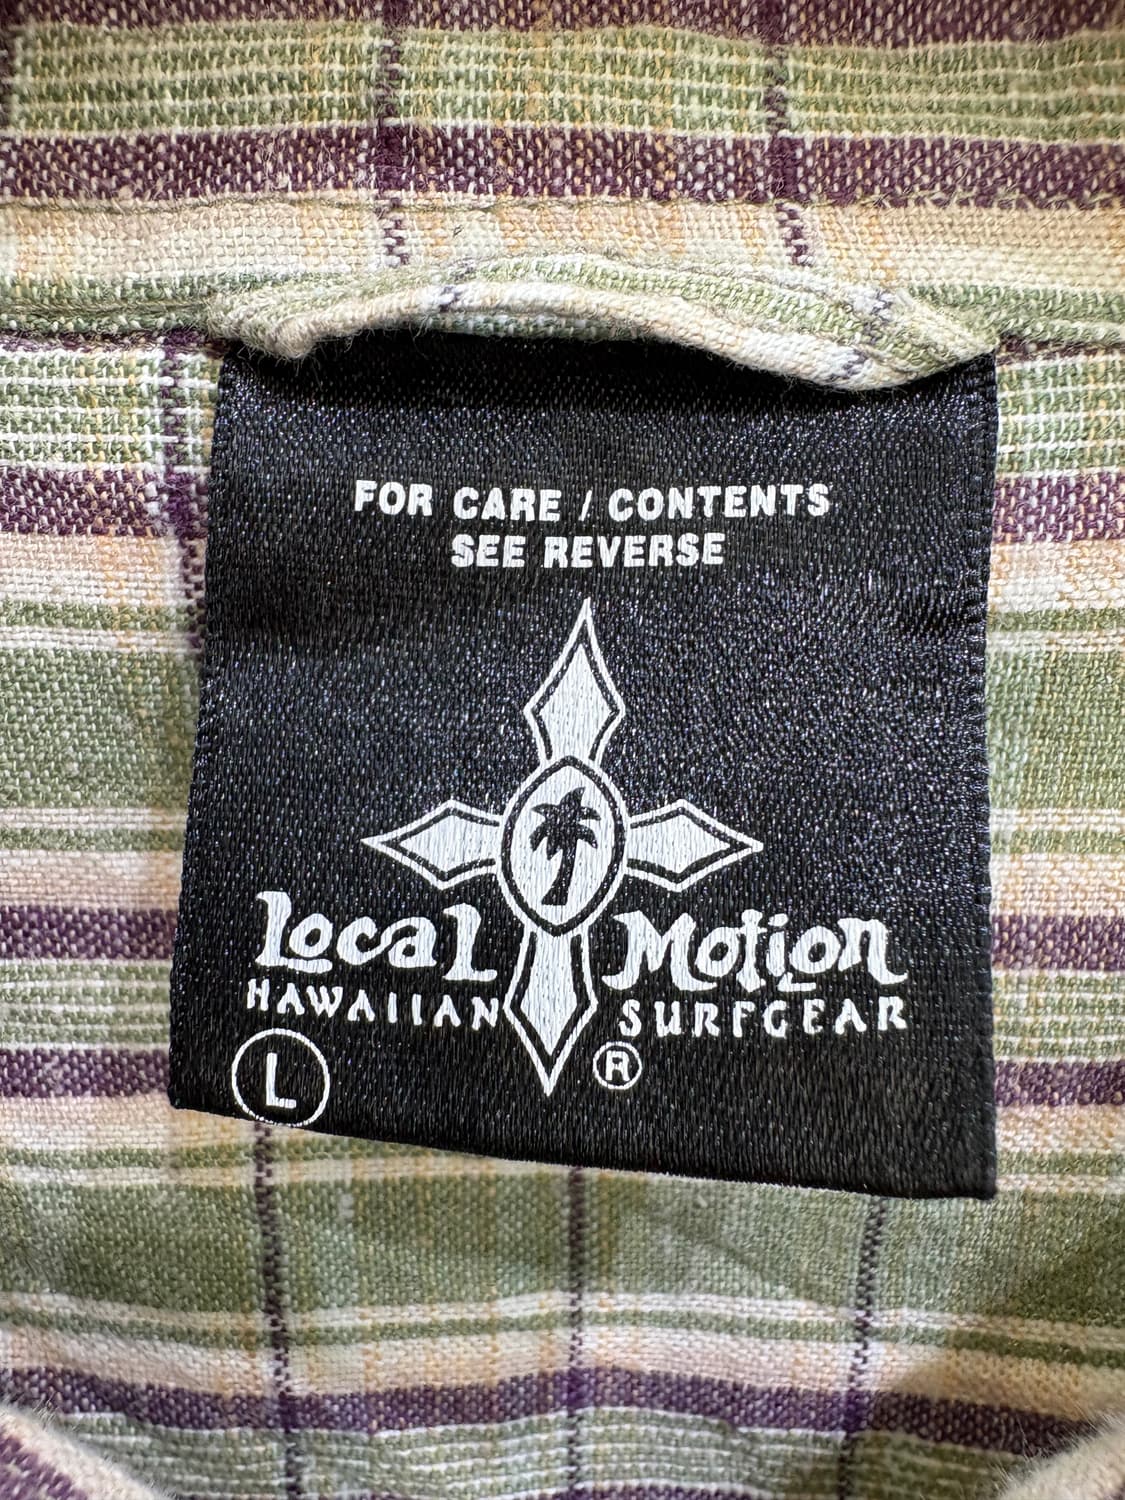 FOR CARE / CONTENTS
SEE REVERSE
Local Motion
HAWAIIAN SURFGEAR
L ®